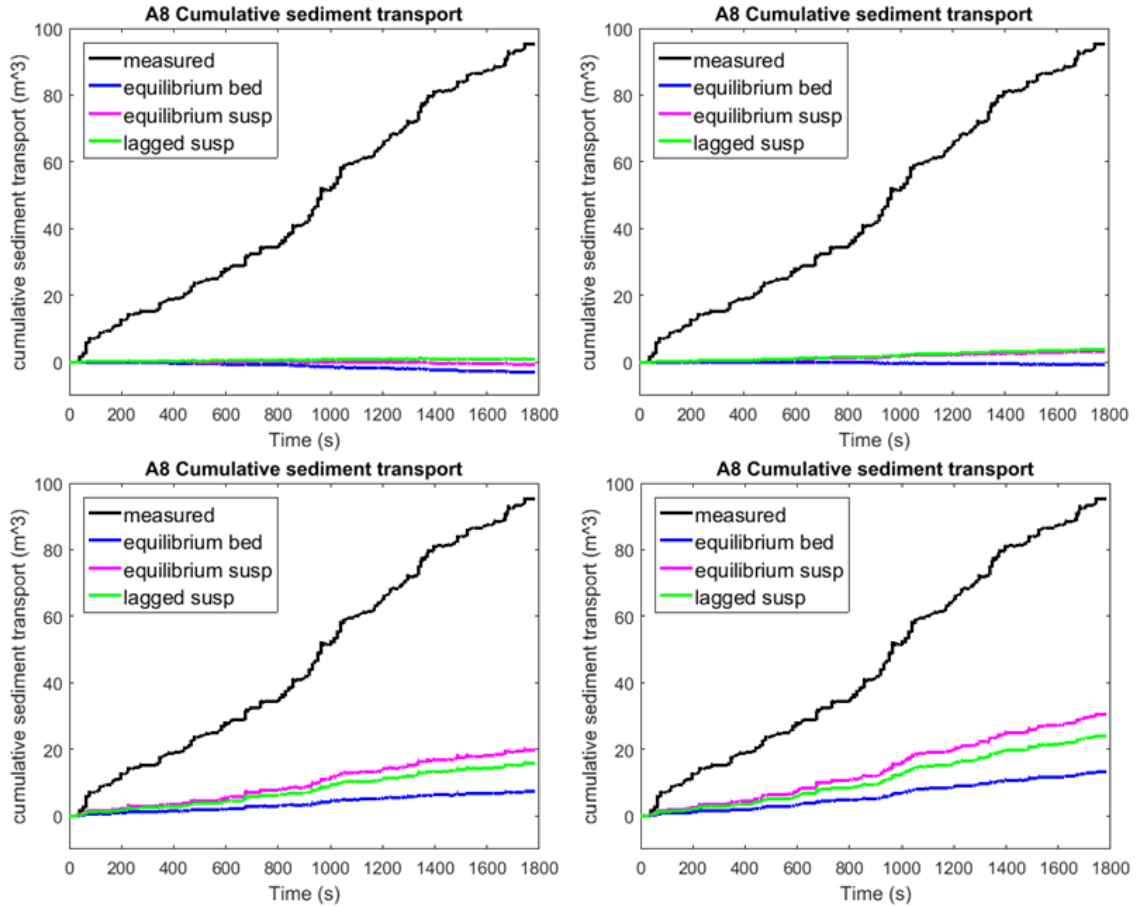 A8 Cumulative sediment transport
cumulative sediment transport (m^3)
100
80
60
40
20
0
measured
equilibrium bed
equilibrium susp
lagged susp
0 200 400 600 800 1000 1200 1400 1600 1800
Time (s)
A8 Cumulative sediment transport
cumulative sediment transport (m^3)
100
80
60
40
20
0
measured
equilibrium bed
equilibrium susp
lagged susp
0 200 400 600 800 1000 1200 1400 1600 1800
Time (s)
A8 Cumulative sediment transport
cumulative sediment transport (m^3)
100
80
60
40
20
0
measured
equilibrium bed
equilibrium susp
lagged susp
0 200 400 600 800 1000 1200 1400 1600 1800
Time (s)
A8 Cumulative sediment transport
cumulative sediment transport (m^3)
100
80
60
40
20
0
measured
equilibrium bed
equilibrium susp
lagged susp
0 200 400 600 800 1000 1200 1400 1600 1800
Time (s)